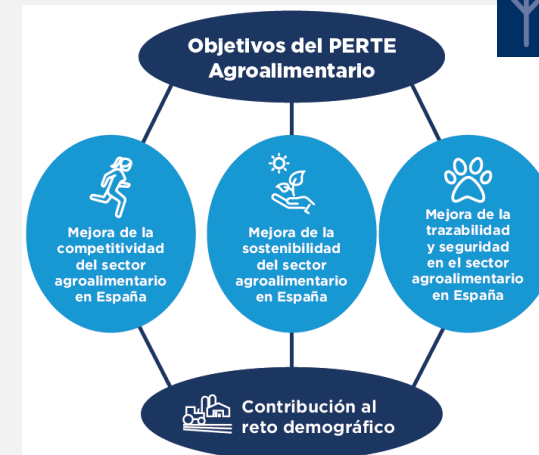 Objetivos del PERTE
Agroalimentario
Mejora de la
competitividad
del sector
agroalimentario
en España
Mejora de la
sostenibilidad
del sector
agroalimentario
en España
Mejora de la
trazabilidad
y seguridad
en el sector
agroalimentario
en España
Contribución al
reto demográfico